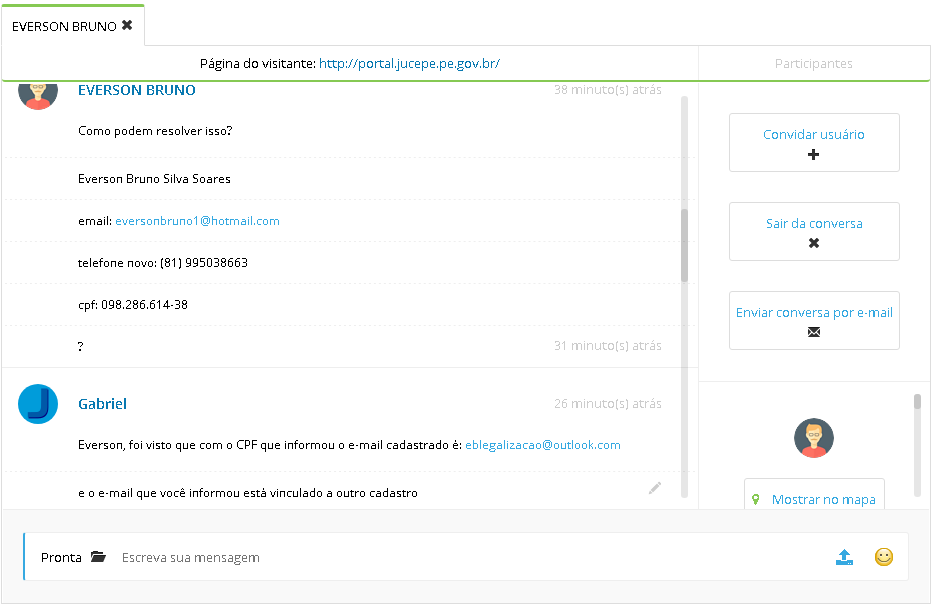 EVERSON BRUNO ✖
Página do visitante: http://portal.jucepe.pe.gov.br/
Participantes
EVERSON BRUNO
38 minuto(s) atrás
Como podem resolver isso?
Everson Bruno Silva Soares
email: eversonbruno1@hotmail.com
telefone novo: (81) 995038663
cpf: 098.286.614-38
?
31 minuto(s) atrás
Gabriel
26 minuto(s) atrás
Everson, foi visto que com o CPF que informou o e-mail cadastrado é: eblegalizacao@outlook.com
e o e-mail que você informou está vinculado a outro cadastro
Convidar usuário
Sair da conversa
Enviar conversa por e-mail
Mostrar no mapa
Pronta
Escreva sua mensagem